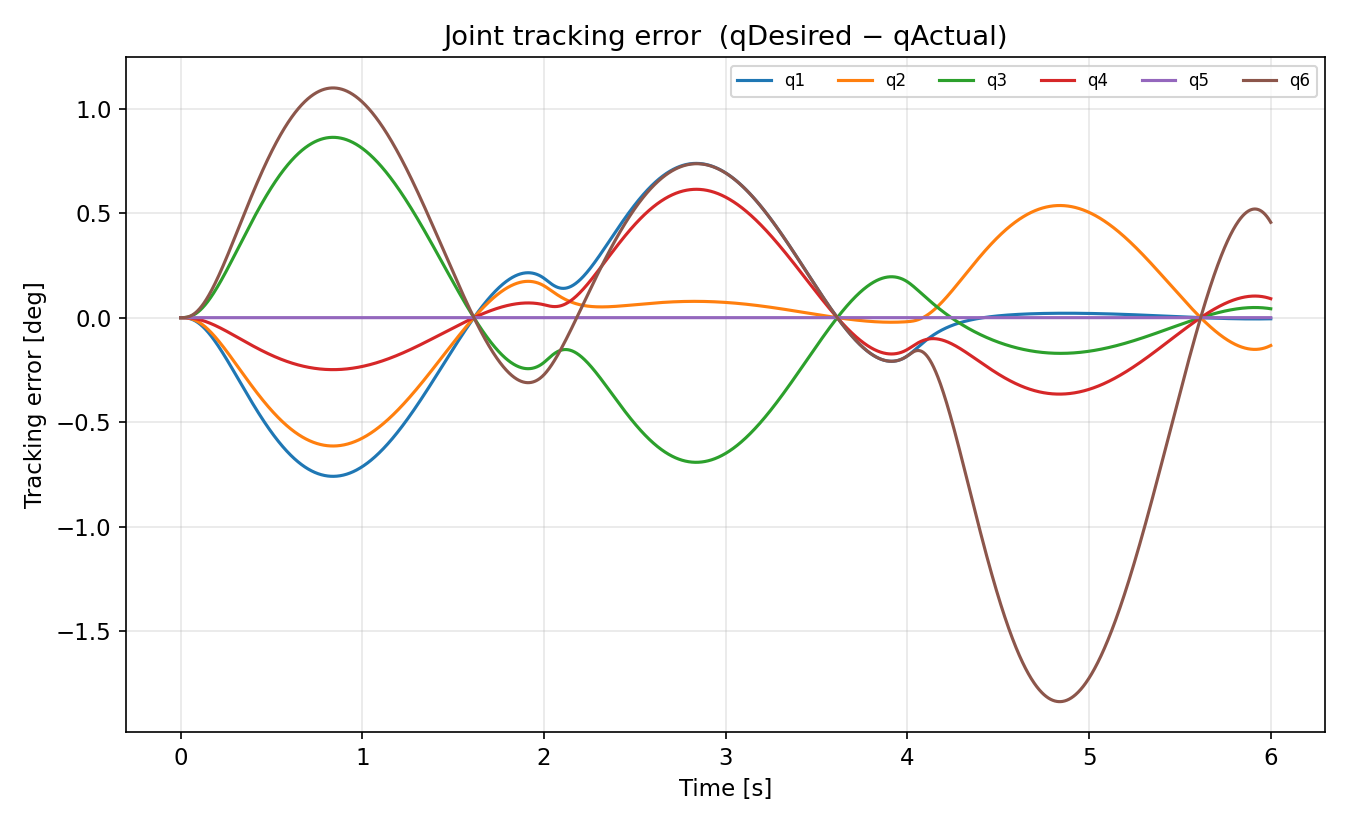 Joint tracking error  (qDesired − qActual)
q1 q2 q3 q4 q5 q6
1.0
0.5
0.0
−0.5
−1.0
−1.5
Tracking error [deg]
0 1 2 3 4 5 6
Time [s]